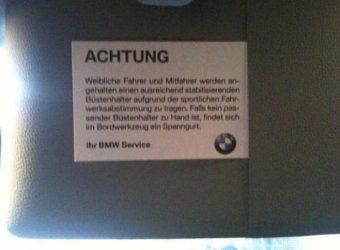 ACHTUNG
Weibliche Fahrer und Mitfahrer werden an-
gehalten einen ausreichend stabilisierenden
Büstenhalter aufgrund der sportlichen Fahr-
werksabstimmung zu tragen. Falls kein pas-
sender Büstenhalter zu Hand ist, findet sich
im Bordwerkzeug ein Spanngurt.
Ihr BMW Service